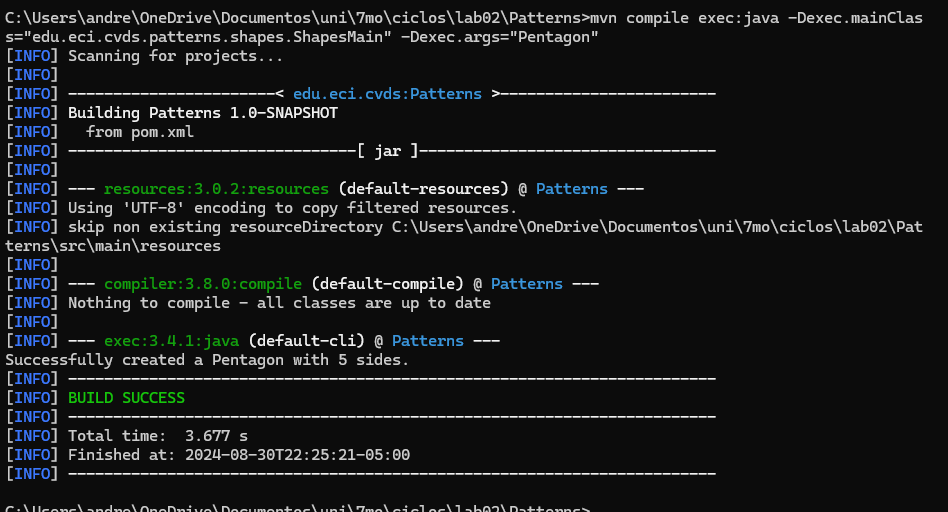 C:\Users\andre\OneDrive\Documentos\uni\7mo\ciclos\lab02\Patterns>mvn compile exec:java -Dexec.mainClas
s="edu.eci.cvds.patterns.shapes.ShapesMain" -Dexec.args="Pentagon"
[INFO] Scanning for projects...
[INFO]
[INFO] -----------------------< edu.eci.cvds:Patterns >------------------------
[INFO] Building Patterns 1.0-SNAPSHOT
[INFO]   from pom.xml
[INFO] --------------------------------[ jar ]---------------------------------
[INFO]
[INFO] --- resources:3.0.2:resources (default-resources) @ Patterns ---
[INFO] Using 'UTF-8' encoding to copy filtered resources.
[INFO] skip non existing resourceDirectory C:\Users\andre\OneDrive\Documentos\uni\7mo\ciclos\lab02\Pat
terns\src\main\resources
[INFO]
[INFO] --- compiler:3.8.0:compile (default-compile) @ Patterns ---
[INFO] Nothing to compile - all classes are up to date
[INFO]
[INFO] --- exec:3.4.1:java (default-cli) @ Patterns ---
Successfully created a Pentagon with 5 sides.
[INFO] ------------------------------------------------------------------------
[INFO] BUILD SUCCESS
[INFO] ------------------------------------------------------------------------
[INFO] Total time:  3.677 s
[INFO] Finished at: 2024-08-30T22:25:21-05:00
[INFO] ------------------------------------------------------------------------
C:\Users\andre\OneDrive\Documentos\uni\7mo\ciclos\lab02\Patterns>